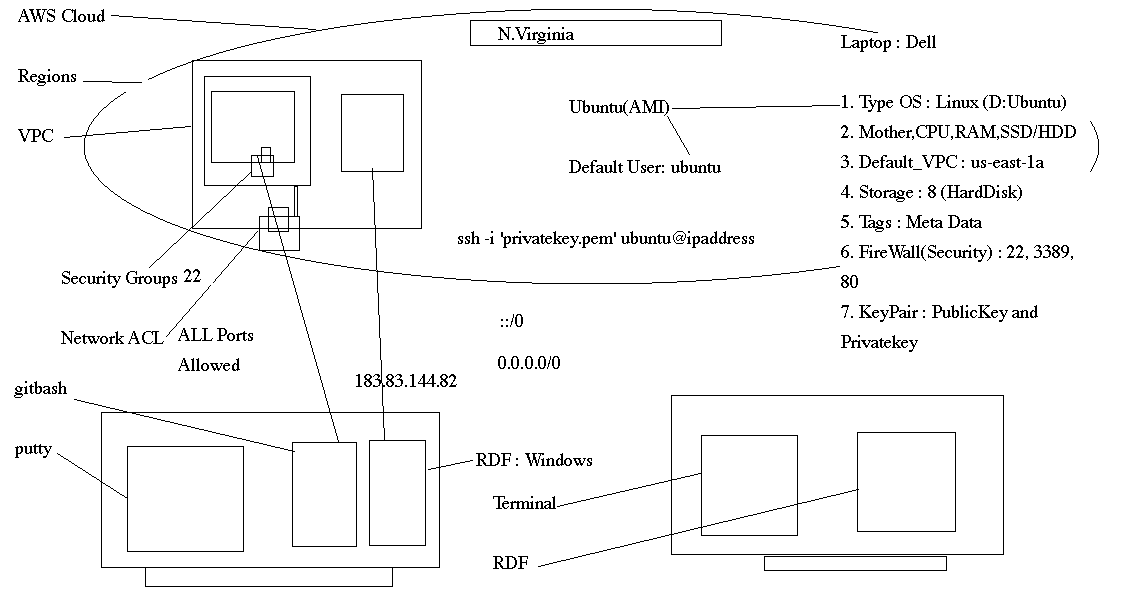 AWS Cloud
N.Virginia
Laptop : Dell
Regions
Ubuntu(AMI)
1. Type OS : Linux (D:Ubuntu)
VPC
2. Mother,CPU,RAM,SSD/HDD
Default User: ubuntu
3. Default_VPC : us-east-1a
4. Storage : 8 (HardDisk)
5. Tags : Meta Data
ssh -i 'privatekey.pem' ubuntu@ipaddress
6. FireWall(Security) : 22, 3389,
80
Security Groups 22
7. KeyPair : PublicKey and
Privatekey
::/0
Network ACL
ALL Ports
Allowed
0.0.0.0/0
183.83.144.82
gitbash
putty
RDF : Windows
Terminal
RDF